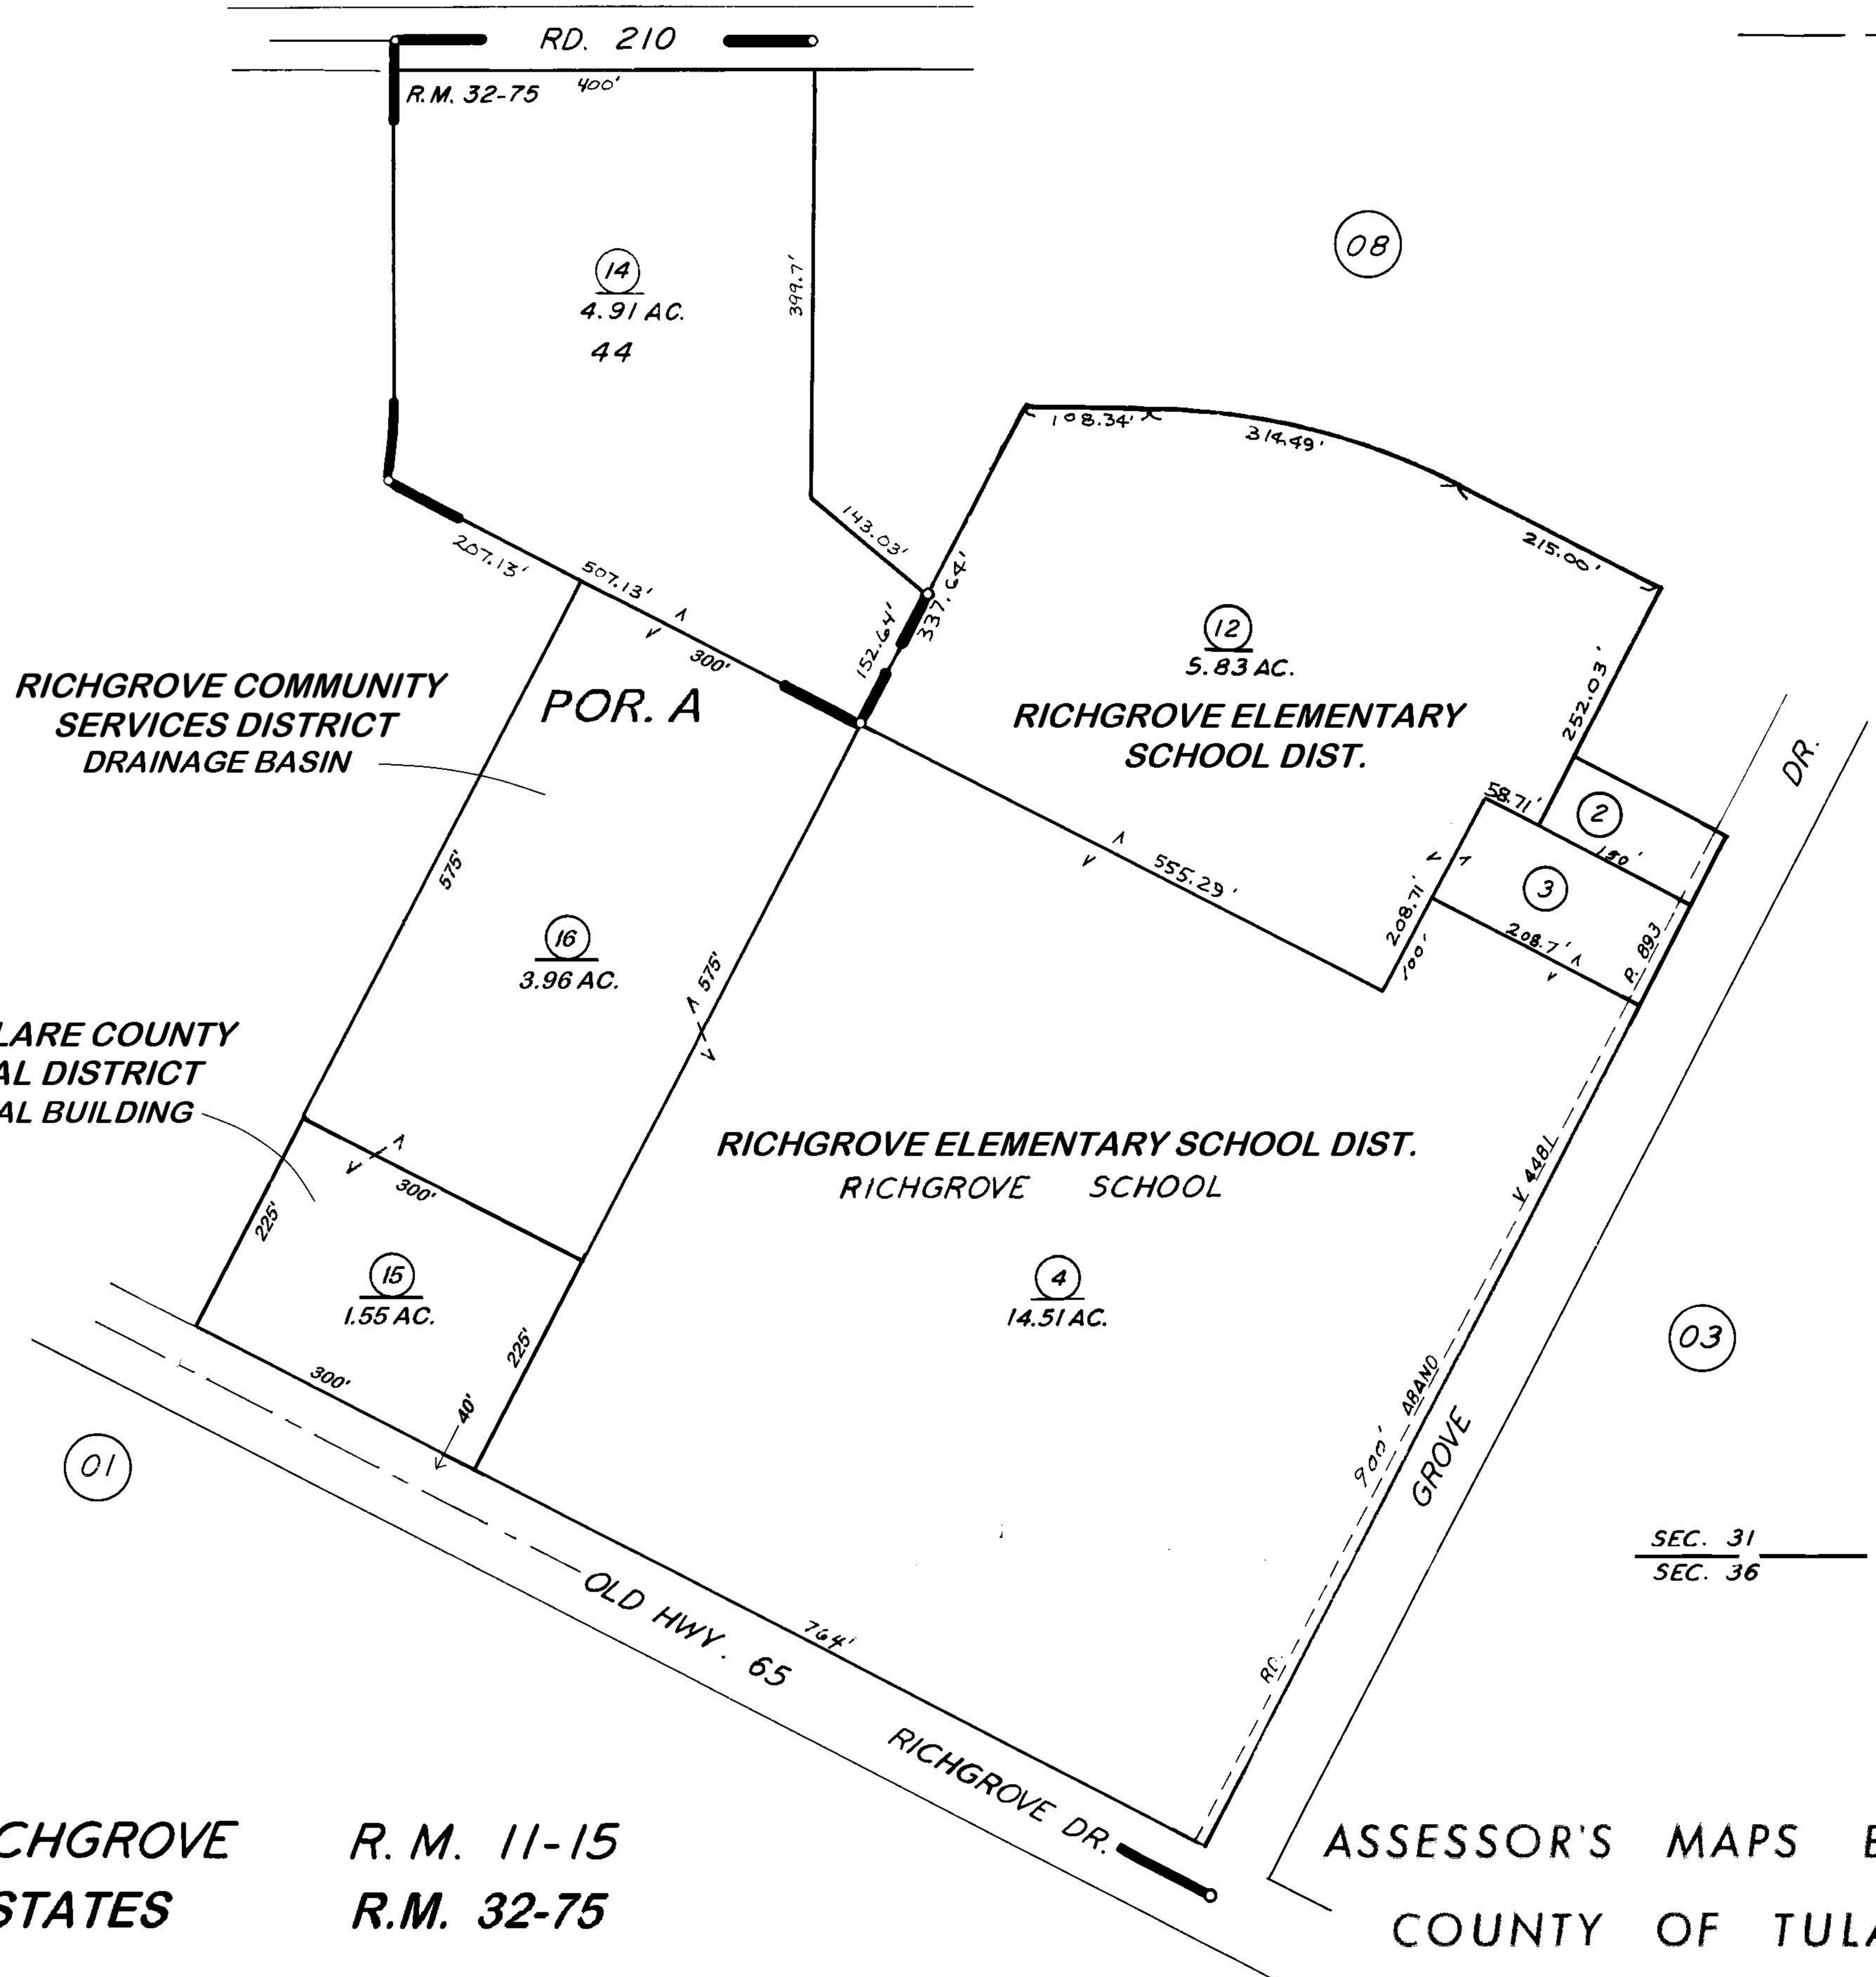 RD. 210
R.M. 32-75
400'
14
4.91 AC.
44
399.7'
08
108.34'
314.49'
215.00'
143.03'
207.13'
507.13'
300'
152.64'
337.64'
12
5.83 AC.
RICHGROVE ELEMENTARY
SCHOOL DIST.
252.03'
DR.
RICHGROVE COMMUNITY
SERVICES DISTRICT
DRAINAGE BASIN
POR. A
58.71'
2
150'
3
208.7'
208.71'
100'
P. 893
555.29'
575'
16
3.96 AC.
575'
LARE COUNTY
AL DISTRICT
AL BUILDING
RICHGROVE ELEMENTARY SCHOOL DIST.
RICHGROVE SCHOOL
V. 4481
300'
225'
15
1.55 AC.
225'
4
14.51 AC.
03
300'
40'
01
900'
ABAND
GROVE
SEC. 31
SEC. 36
OLD HWY. 65
764'
RD.
RICHGROVE DR.
CHGROVE R. M. 11-15
STATES R.M. 32-75
ASSESSOR'S MAPS B
COUNTY OF TULA